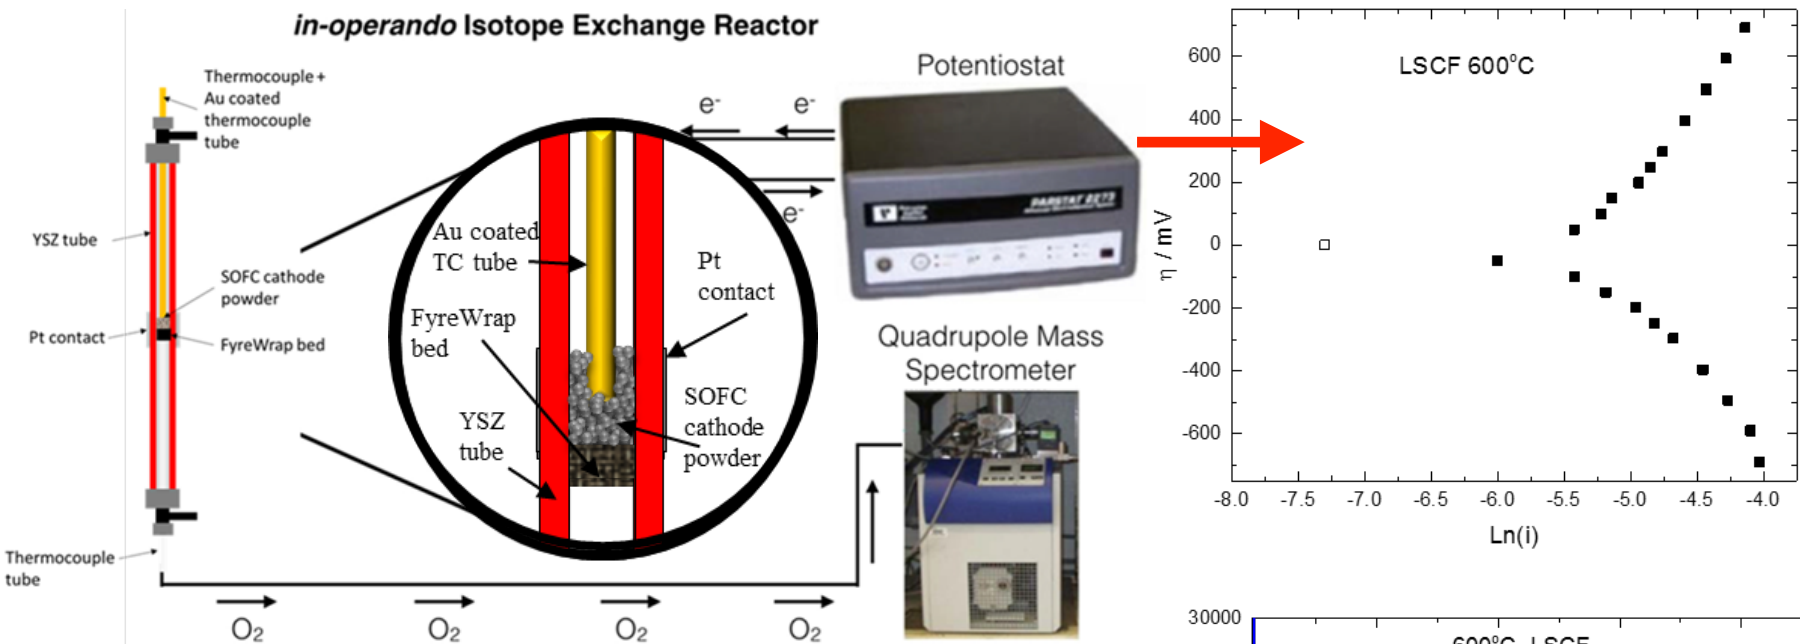 in-operando Isotope Exchange Reactor
Thermocouple +
Au coated
thermocouple
tube
YSZ tube
SOFC cathode
powder
Pt contact
FyreWrap bed
Thermocouple
tube
Au coated
TC tube
FyreWrap
bed
YSZ
tube
Pt
contact
SOFC
cathode
powder
e-
e-
e-
Potentiostat
PARSTAT 2273
Quadrupole Mass
Spectrometer
O2
O2
O2
O2
LSCF 600°C
η / mV
600
400
200
0
-200
-400
-600
-8.0 -7.5 -7.0 -6.5 -6.0 -5.5 -5.0 -4.5 -4.0
Ln(i)
30000
600°C LSCF